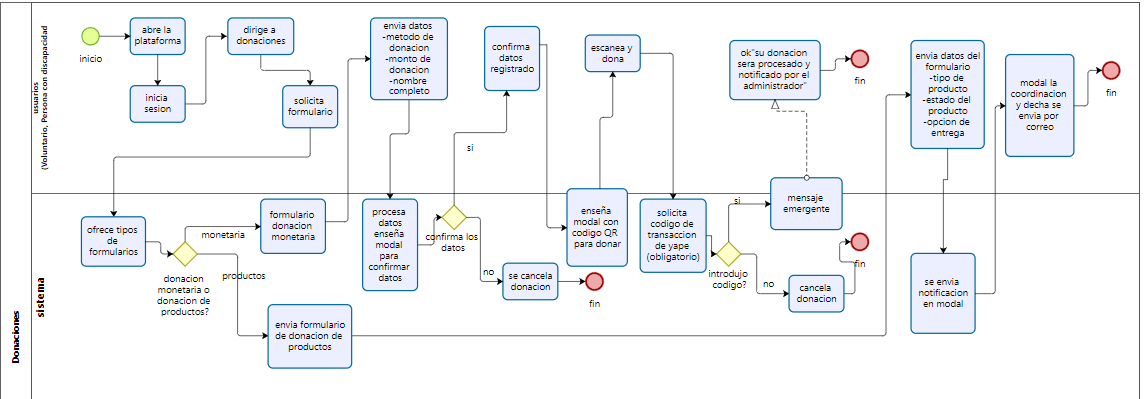 Donaciones
usuarios
(Voluntario, Persona con discapacidad
inicio
abre la
plataforma
inicia
sesion
dirige a
donaciones
solicita
formulario
envia datos
-metodo de
donacion
-monto de
donacion
-nombre
completo
confirma
datos
registrado
si
escanea y
dona
ok"su donacion
sera procesado y
notificado por el
administrador"
fin
envia datos del
formulario
-tipo de
producto
-estado del
producto
-opcion de
entrega
modal la
coordinacion
y decha se
envia por
correo
fin
sistema
ofrece tipos
de
formularios
donacion
monetaria o
donacion de
productos?
monetaria
productos
formulario
donacion
monetaria
envia formulario
de donacion de
productos
procesa
datos
enseña
modal
para
confirmar
datos
confirma los
datos
no
se cancela
donacion
fin
enseña
modal con
codigo QR
para donar
solicita
codigo de
transaccion
de yape
(obligatorio)
introdujo
codigo?
si
mensaje
emergente
no
cancela
donacion
fin
se envia
notificacion
en modal